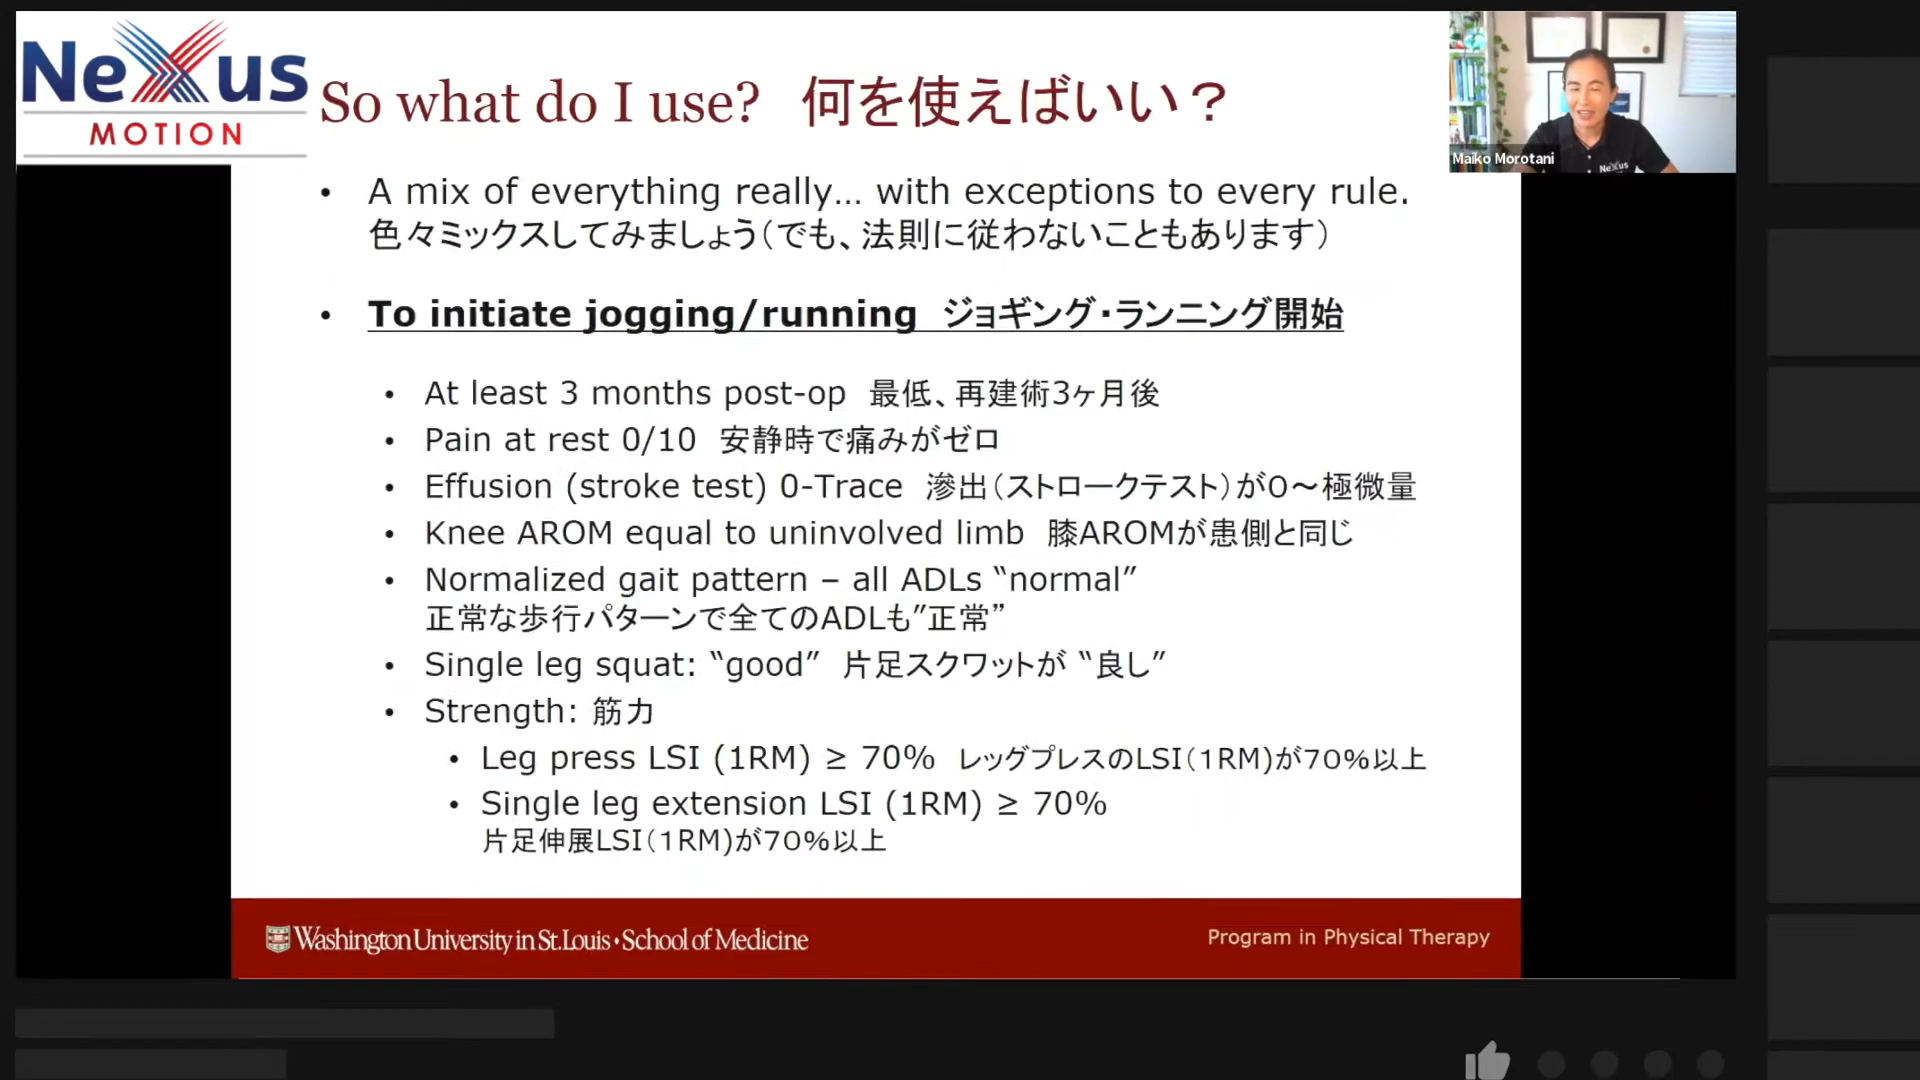 NeXus
MOTION
So what do I use?　何を使えばいい？
Maiko Morotani
NeXus
• A mix of everything really… with exceptions to every rule.
色々ミックスしてみましょう（でも、法則に従わないこともあります）
• To initiate jogging/running ジョギング・ランニング開始
• At least 3 months post-op 最低、再建術3ヶ月後
• Pain at rest 0/10 安静時で痛みがゼロ
• Effusion (stroke test) 0-Trace 滲出（ストロークテスト）が０～極微量
• Knee AROM equal to uninvolved limb 膝AROMが患側と同じ
• Normalized gait pattern – all ADLs “normal”
正常な歩行パターンで全てのADLも”正常”
• Single leg squat: “good” 片足スクワットが “良し”
• Strength: 筋力
• Leg press LSI (1RM) ≥ 70% レッグプレスのLSI（１RM)が７０％以上
• Single leg extension LSI (1RM) ≥ 70%
片足伸展LSI（１RM)が７０％以上
Washington University in St. Louis • School of Medicine
Program in Physical Therapy